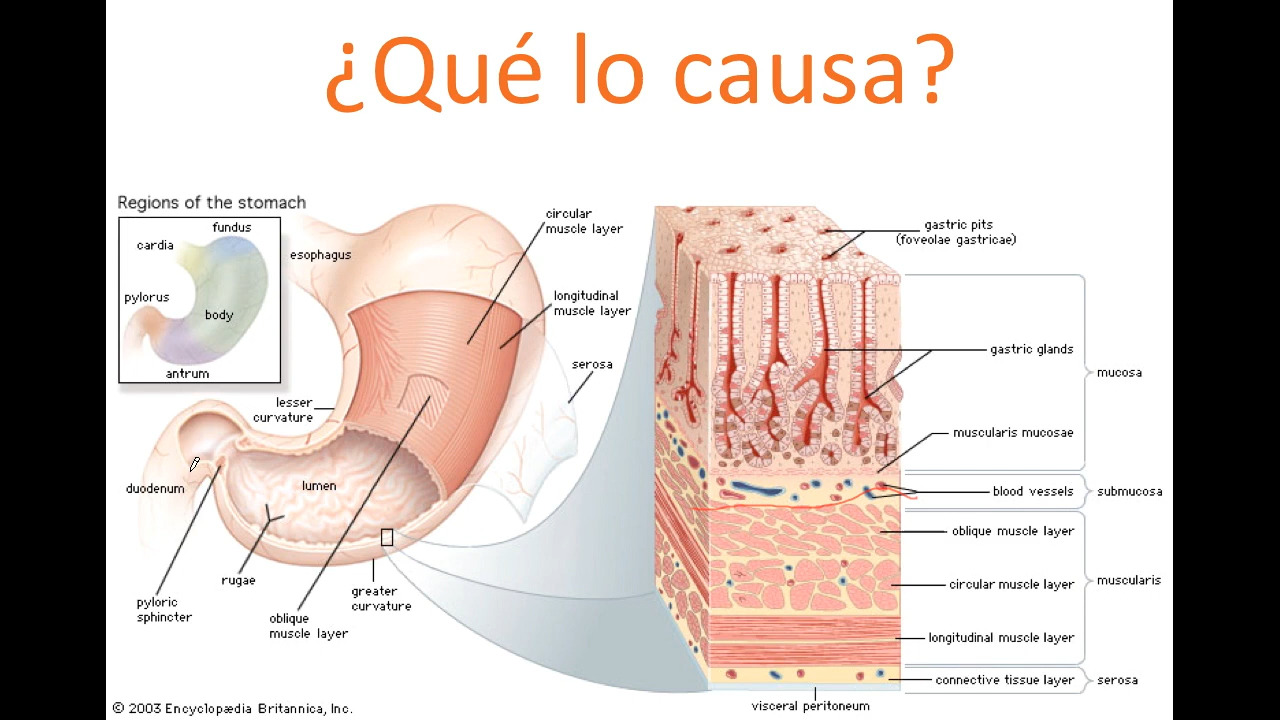 ¿Qué lo causa?
Regions of the stomach
fundus
cardia
pylorus
body
antrum
esophagus
circular
muscle layer
longitudinal
muscle layer
serosa
lesser
curvature
duodenum
lumen
rugae
pyloric
sphincter
oblique
muscle layer
greater
curvature
gastric pits
(foveolae gastricae)
gastric glands
mucosa
muscularis mucosae
blood vessels
submucosa
oblique muscle layer
circular muscle layer
muscularis
longitudinal muscle layer
connective tissue layer
serosa
visceral peritoneum
© 2003 Encyclopædia Britannica, Inc.